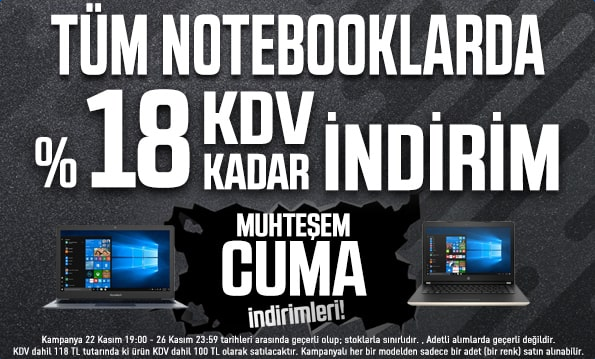 TÜM NOTEBOOKLARDA
%18 KDV KADAR İNDİRİM
MUHTEŞEM
CUMA
indirimleri!
Kampanya 22 Kasım 19:00 - 26 Kasım 23:59 tarihleri arasında geçerli olup; stoklarla sınırlıdır. , Adetli alımlarda geçerli değildir.
KDV dahil 118 TL tutarında ki ürün KDV dahil 100 TL olarak satılacaktır. Kampanyalı her bir modelden sadece bir adet (bir renk) satın alınabilir.